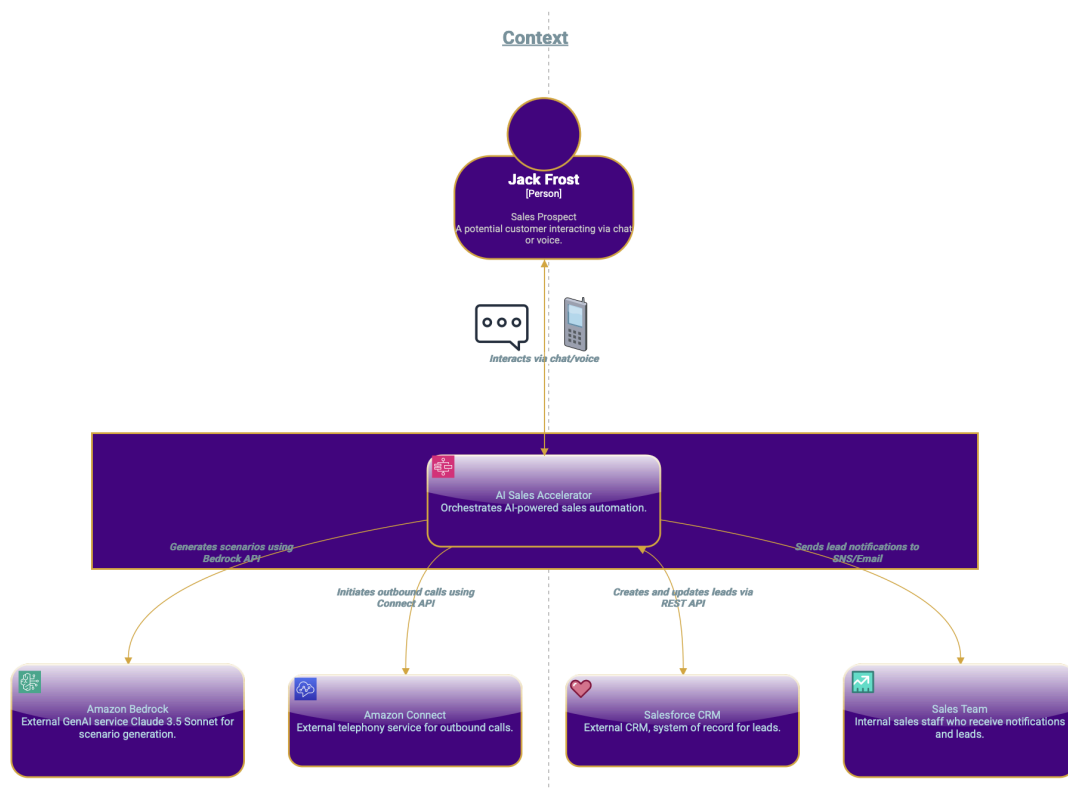 Context
Jack Frost
[Person]
Sales Prospect
A potential customer interacting via chat
or voice.
Interacts via chat/voice
AI Sales Accelerator
Orchestrates AI-powered sales automation.
Generates scenarios using
Bedrock API
Sends lead notifications to
SNS/Email
Initiates outbound calls using
Connect API
Creates and updates leads via
REST API
Amazon Bedrock
External GenAI service Claude 3.5 Sonnet for
scenario generation.
Amazon Connect
External telephony service for outbound calls.
Salesforce CRM
External CRM, system of record for leads.
Sales Team
Internal sales staff who receive notifications
and leads.